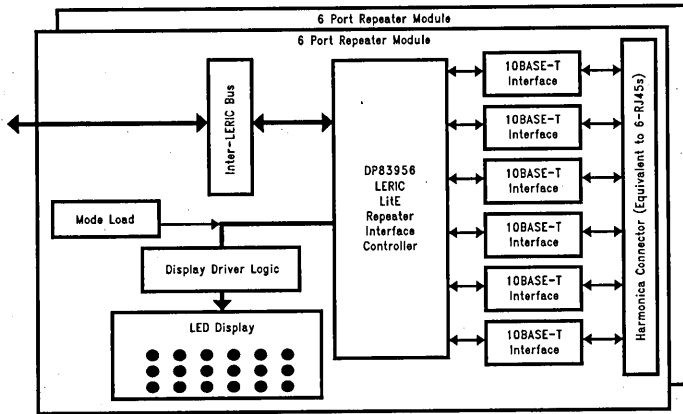 6 Port Repeater Module
6 Port Repeater Module
Inter-LERIC Bus
Mode Load
Display Driver Logic
LED Display
DP83956
LERIC
LitE
Repeater
Interface
Controller
10BASE-T
Interface
10BASE-T
Interface
10BASE-T
Interface
10BASE-T
Interface
10BASE-T
Interface
10BASE-T
Interface
Harmonica Connector (Equivalent to 6-RJ45s)